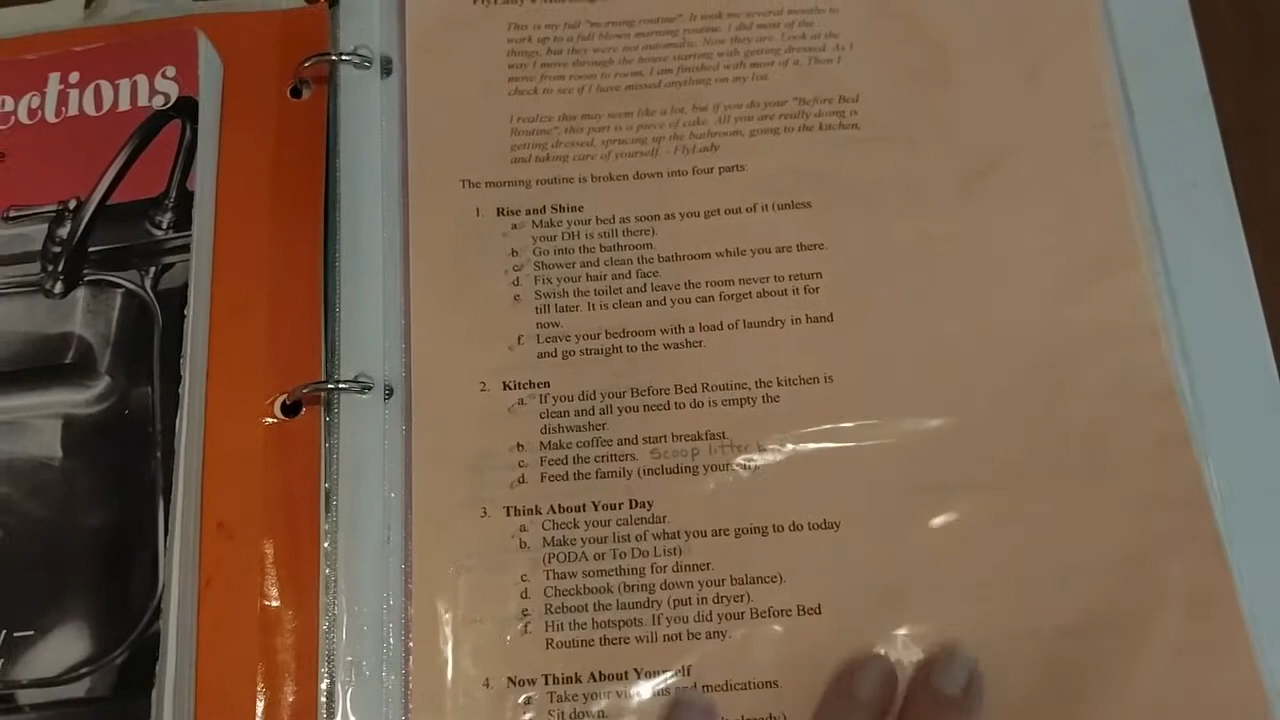 ections
This is my full "morning routine". It took me several months to
work up to a full blown morning routine. I did most of the
things, but they were not automatic. Now they are. Look at the
way I move through the house starting with getting dressed. As I
move from room to room, I am finished with most of it. Then I
check to see if I have missed anything on my list.
I realize this may seem like a lot, but if you do your "Before Bed
Routine", this part is a piece of cake. All you are really doing is
getting dressed, sprucing up the bathroom, going to the kitchen,
and taking care of yourself. - FlyLady
The morning routine is broken down into four parts:
1. Rise and Shine
a. Make your bed as soon as you get out of it (unless
your DH is still there).
b. Go into the bathroom.
c. Shower and clean the bathroom while you are there.
d. Fix your hair and face.
e. Swish the toilet and leave the room never to return
till later. It is clean and you can forget about it for
now.
f. Leave your bedroom with a load of laundry in hand
and go straight to the washer.
2. Kitchen
a. If you did your Before Bed Routine, the kitchen is
clean and all you need to do is empty the
dishwasher.
b. Make coffee and start breakfast.
c. Feed the critters. Scoop litter
d. Feed the family (including yourself).
3. Think About Your Day
a. Check your calendar.
b. Make your list of what you are going to do today
(PODA or To Do List)
c. Thaw something for dinner.
d. Checkbook (bring down your balance).
e. Reboot the laundry (put in dryer).
f. Hit the hotspots. If you did your Before Bed
Routine there will not be any.
4. Now Think About Yourself
a. Take your vitamins and medications.
Sit down.
already)